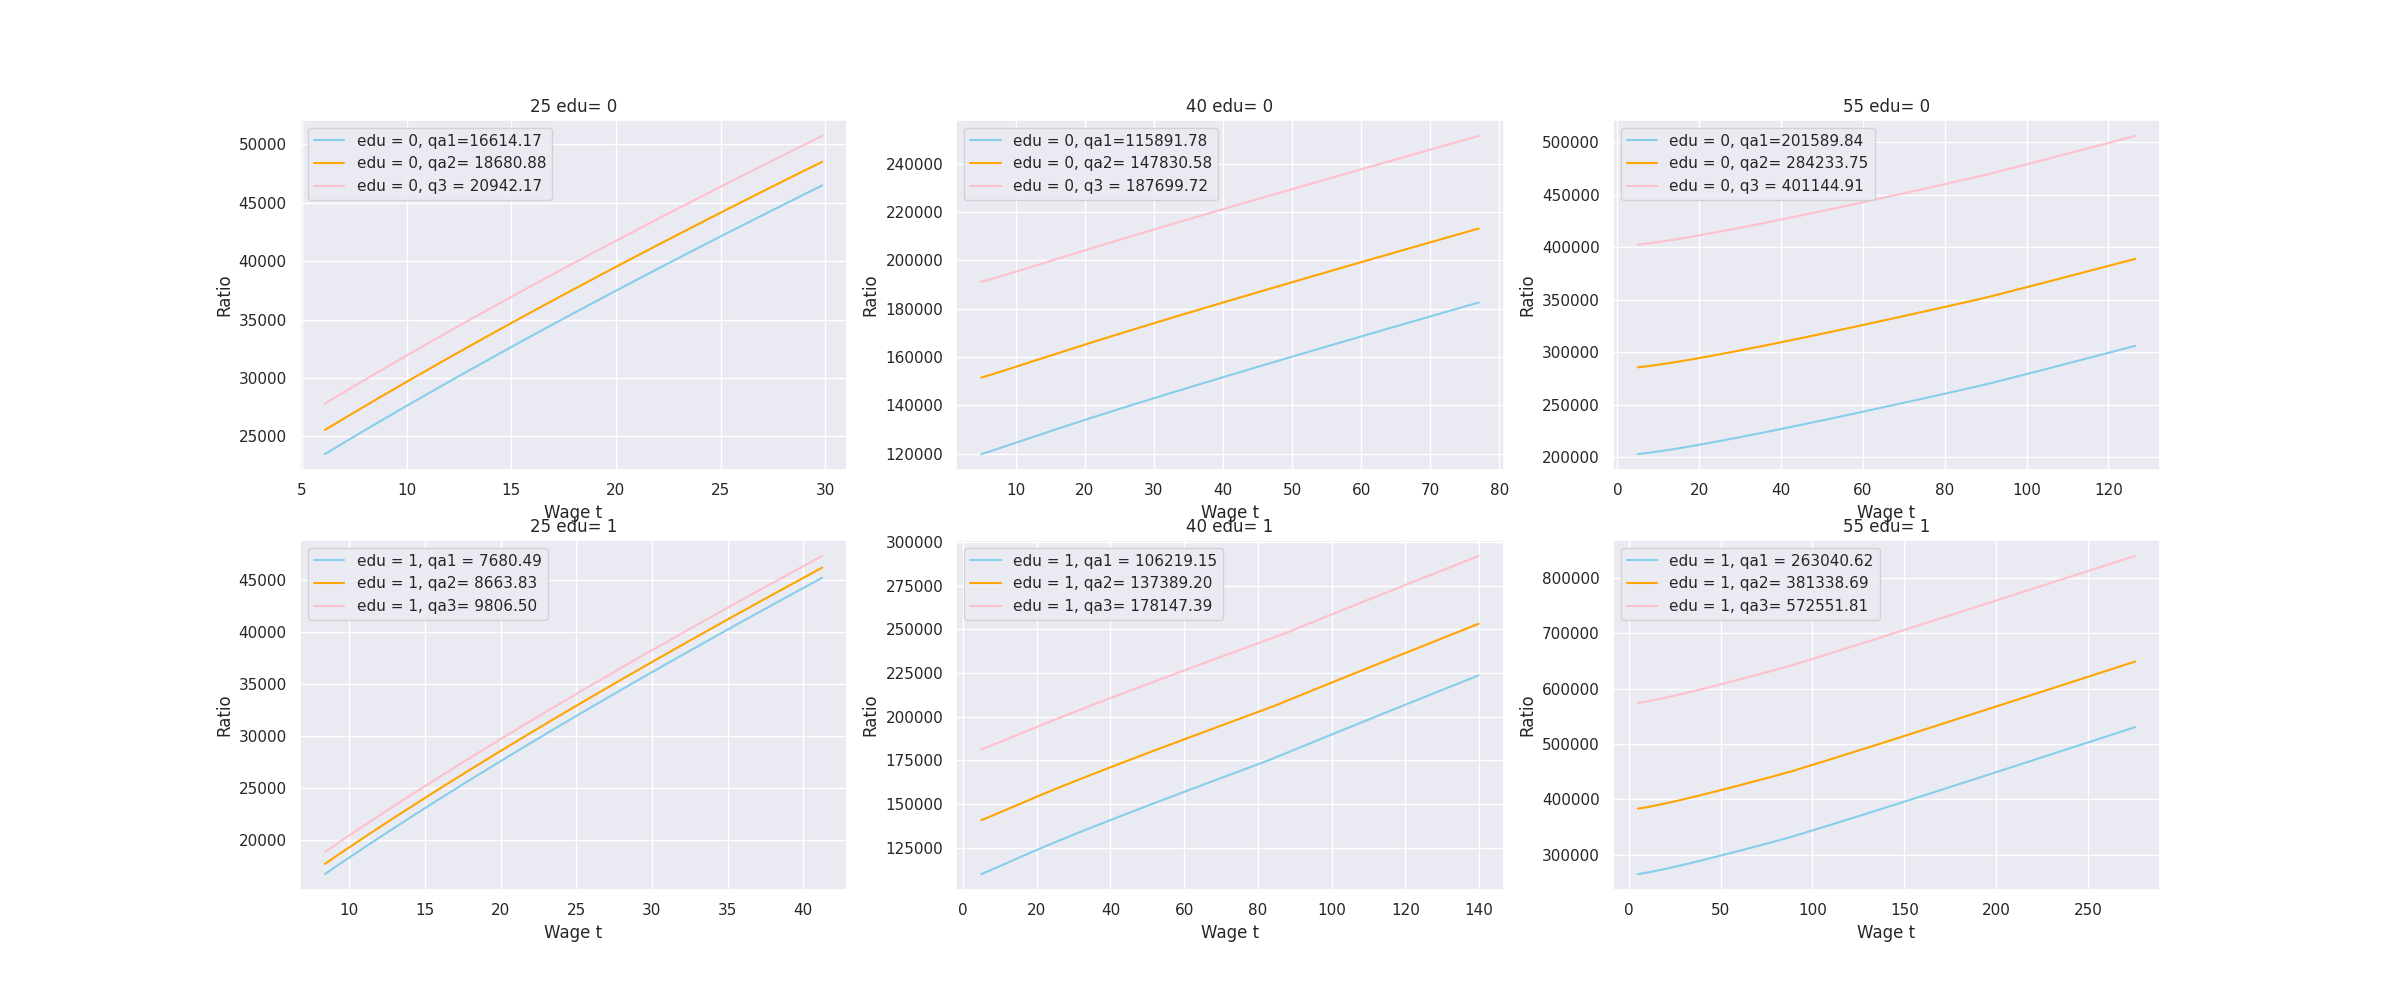 25 edu= 0
50000
45000
40000
35000
30000
25000
Ratio
edu = 0, qa1=16614.17
edu = 0, qa2= 18680.88
edu = 0, q3 = 20942.17
5 10 15 20 25 30
Wage t
40 edu= 0
240000
220000
200000
180000
160000
140000
120000
Ratio
edu = 0, qa1=115891.78
edu = 0, qa2= 147830.58
edu = 0, q3 = 187699.72
10 20 30 40 50 60 70 80
Wage t
55 edu= 0
500000
450000
400000
350000
300000
250000
200000
Ratio
edu = 0, qa1=201589.84
edu = 0, qa2= 284233.75
edu = 0, q3 = 401144.91
0 20 40 60 80 100 120
Wage t
25 edu= 1
45000
40000
35000
30000
25000
20000
Ratio
edu = 1, qa1 = 7680.49
edu = 1, qa2= 8663.83
edu = 1, qa3= 9806.50
10 15 20 25 30 35 40
Wage t
40 edu= 1
300000
275000
250000
225000
200000
175000
150000
125000
Ratio
edu = 1, qa1 = 106219.15
edu = 1, qa2= 137389.20
edu = 1, qa3= 178147.39
0 20 40 60 80 100 120 140
Wage t
55 edu= 1
800000
700000
600000
500000
400000
300000
Ratio
edu = 1, qa1 = 263040.62
edu = 1, qa2= 381338.69
edu = 1, qa3= 572551.81
0 50 100 150 200 250
Wage t